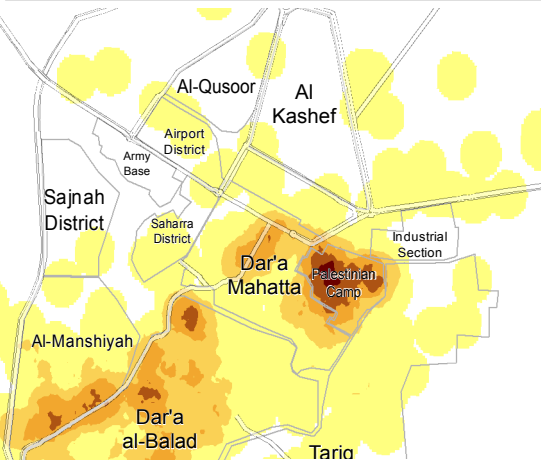 Al-Qusoor
Al
Kashef
Airport
District
Army
Base
Sajnah
District
Saharra
District
Industrial
Section
Dar'a
Mahatta
Palestinian
Camp
Al-Manshiyah
Dar'a
al-Balad
Tariq